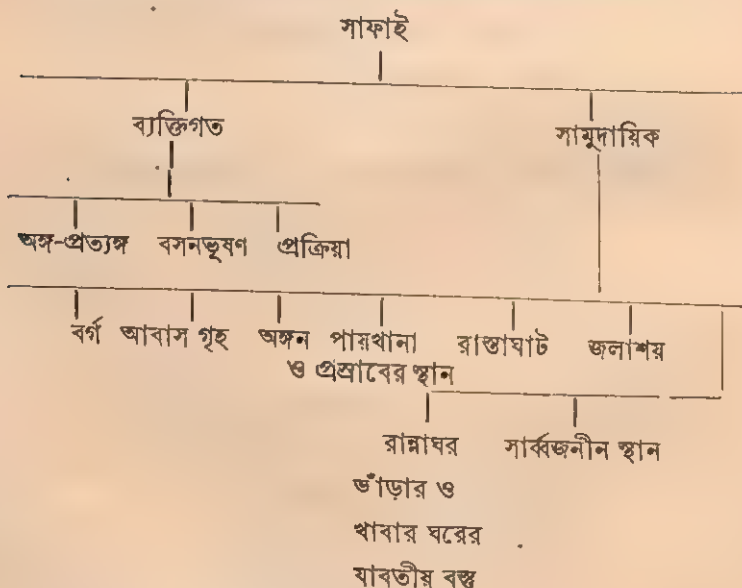 সাফাই
ব্যক্তিগত সামুদায়িক
অঙ্গ-প্রত্যঙ্গ বসনভূষণ প্রক্রিয়া
বর্গ আবাস গৃহ অঙ্গন পায়খানা রাস্তাঘাট জলাশয়
ও প্রস্রাবের স্থান
রান্নাঘর সার্ব্বজনীন স্থান
ভাঁড়ার ও
খাবার ঘরের
যাবতীয় বস্তু